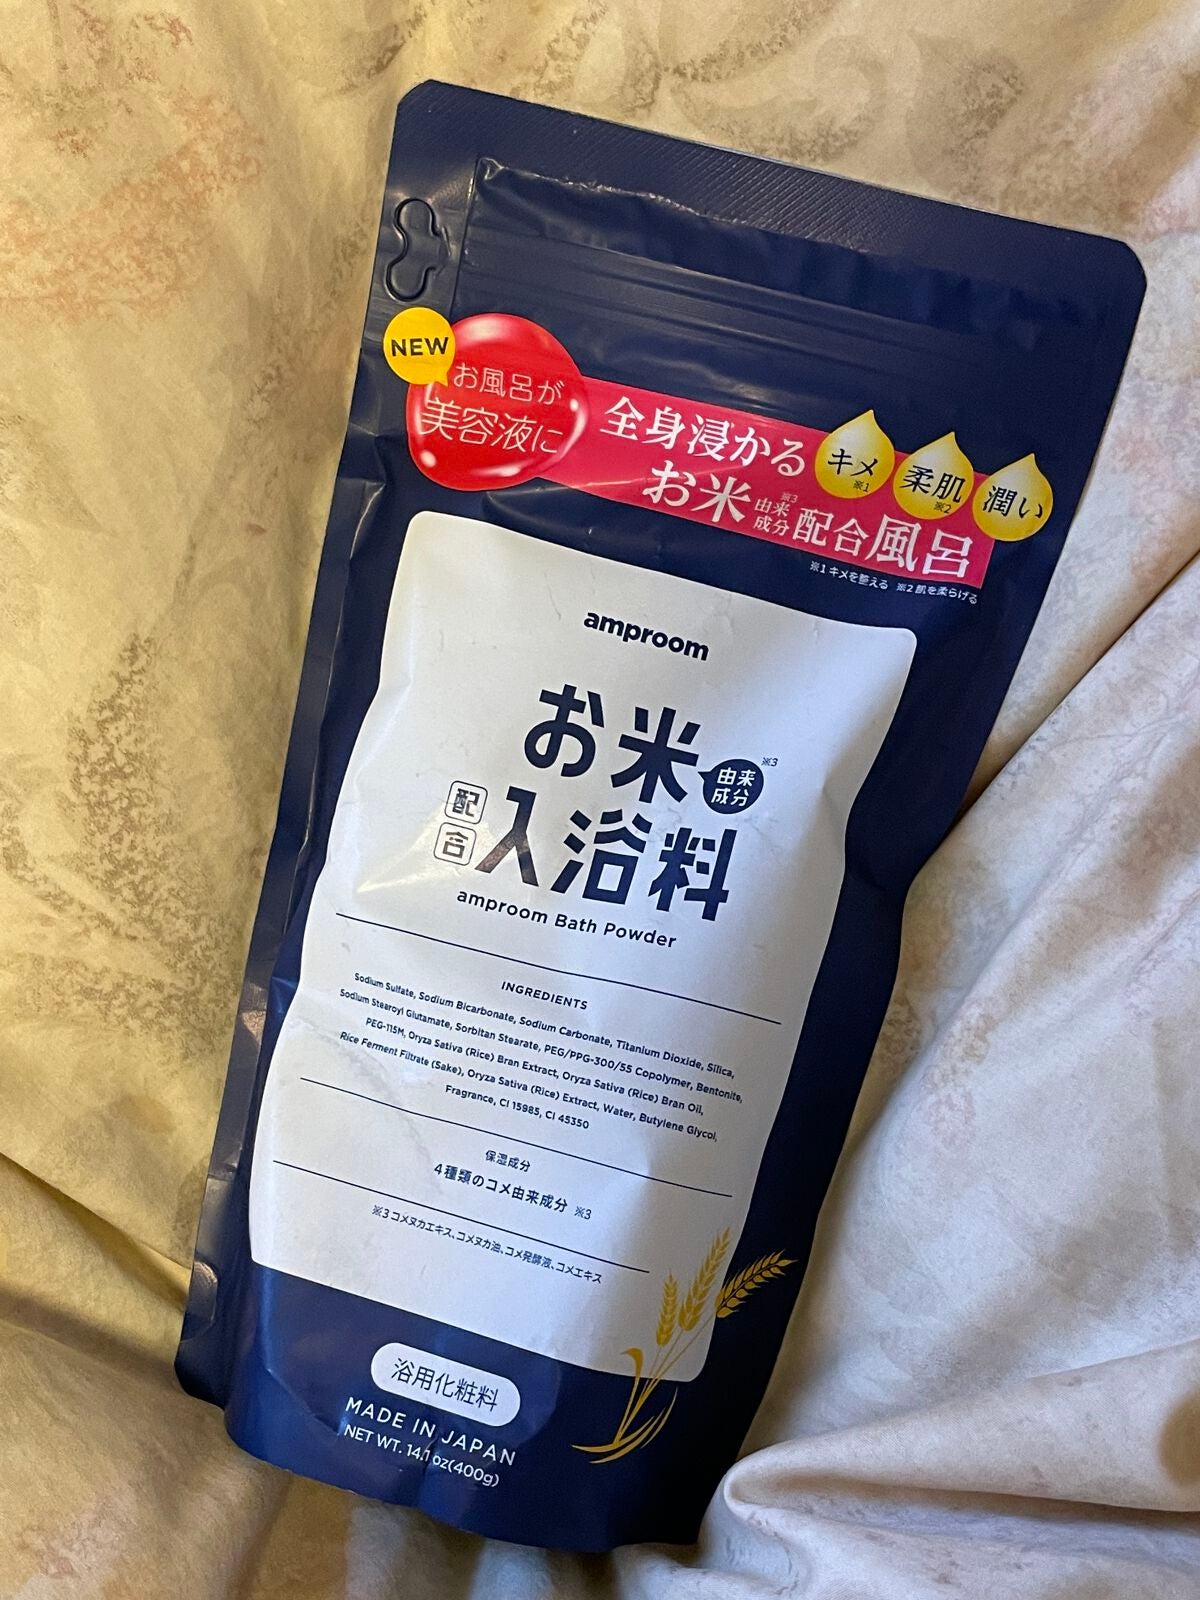 NEW
お風呂が
美容液に
全身浸かる
お米 由来成分 ※3 配合風呂
キメ ※1
柔肌 ※2
潤い
※1 キメを整える ※2 肌を柔らげる
amproom
お米 由来成分 ※3
配合 入浴料
amproom Bath Powder
INGREDIENTS
Sodium Sulfate, Sodium Bicarbonate, Sodium Carbonate, Titanium Dioxide, Silica,
Sodium Stearoyl Glutamate, Sorbitan Stearate, PEG/PPG-300/55 Copolymer, Bentonite,
PEG-115M, Oryza Sativa (Rice) Bran Extract, Oryza Sativa (Rice) Bran Oil,
Rice Ferment Filtrate (Sake), Oryza Sativa (Rice) Extract, Water, Butylene Glycol,
Fragrance, CI 15985, CI 45350
保湿成分
4種類のコメ由来成分 ※3
※3 コメヌカエキス、コメヌカ油、コメ発酵液、コメエキス
浴用化粧料
MADE IN JAPAN
NET WT. 14.1 oz(400g)